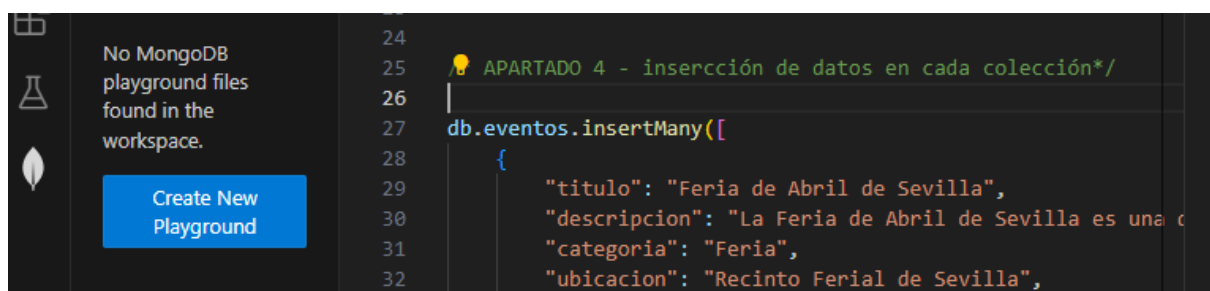 No MongoDB
playground files
found in the
workspace.
Create New
Playground
24
25 / APARTADO 4 - insercción de datos en cada colección*/
26
27 db.eventos.insertMany([
28 {
29 "titulo": "Feria de Abril de Sevilla",
30 "descripcion": "La Feria de Abril de Sevilla es una
31 "categoria": "Feria",
32 "ubicacion": "Recinto Ferial de Sevilla",